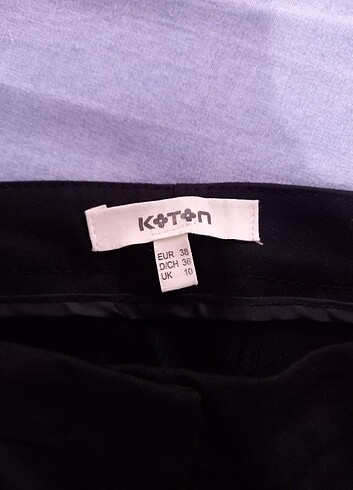 KOTON
EUR 38
D/CH 36
UK 10